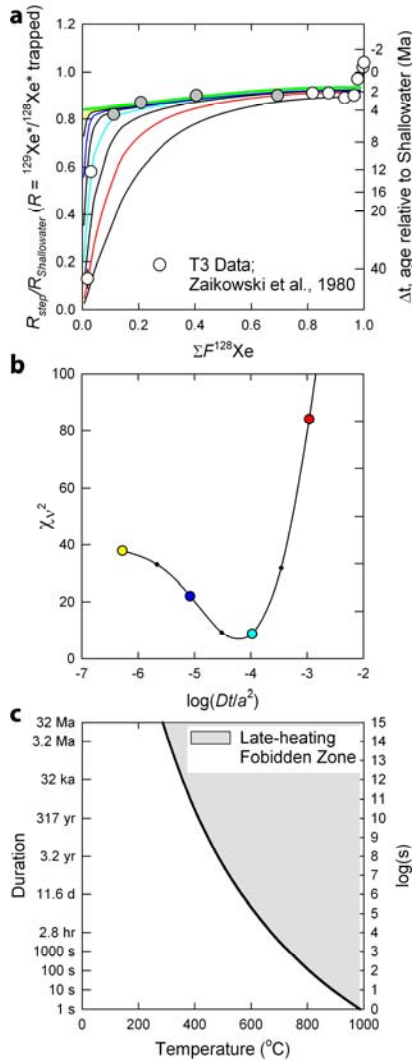 a
1.2
1.0
0.8
0.6
0.4
0.2
0.0
R_step/R_Shallowater (R = ¹²⁹Xe*/¹²⁸Xe* trapped)
-2
0
2
4
8
12
16
20
40
Δt, age relative to Shallowater (Ma)
T3 Data;
Zaikowski et al., 1980
0.0 0.2 0.4 0.6 0.8 1.0
ΣF¹²⁸Xe
b
100
80
60
40
20
0
χν²
-7 -6 -5 -4 -3 -2
log(Dt/a²)
c
32 Ma
3.2 Ma
32 ka
317 yr
3.2 yr
11.6 d
2.8 hr
1000 s
100 s
10 s
1 s
Duration
Late-heating
Fobidden Zone
15
14
13
12
11
10
9
8
7
6
5
4
3
2
1
0
log(s)
0 200 400 600 800 1000
Temperature (°C)